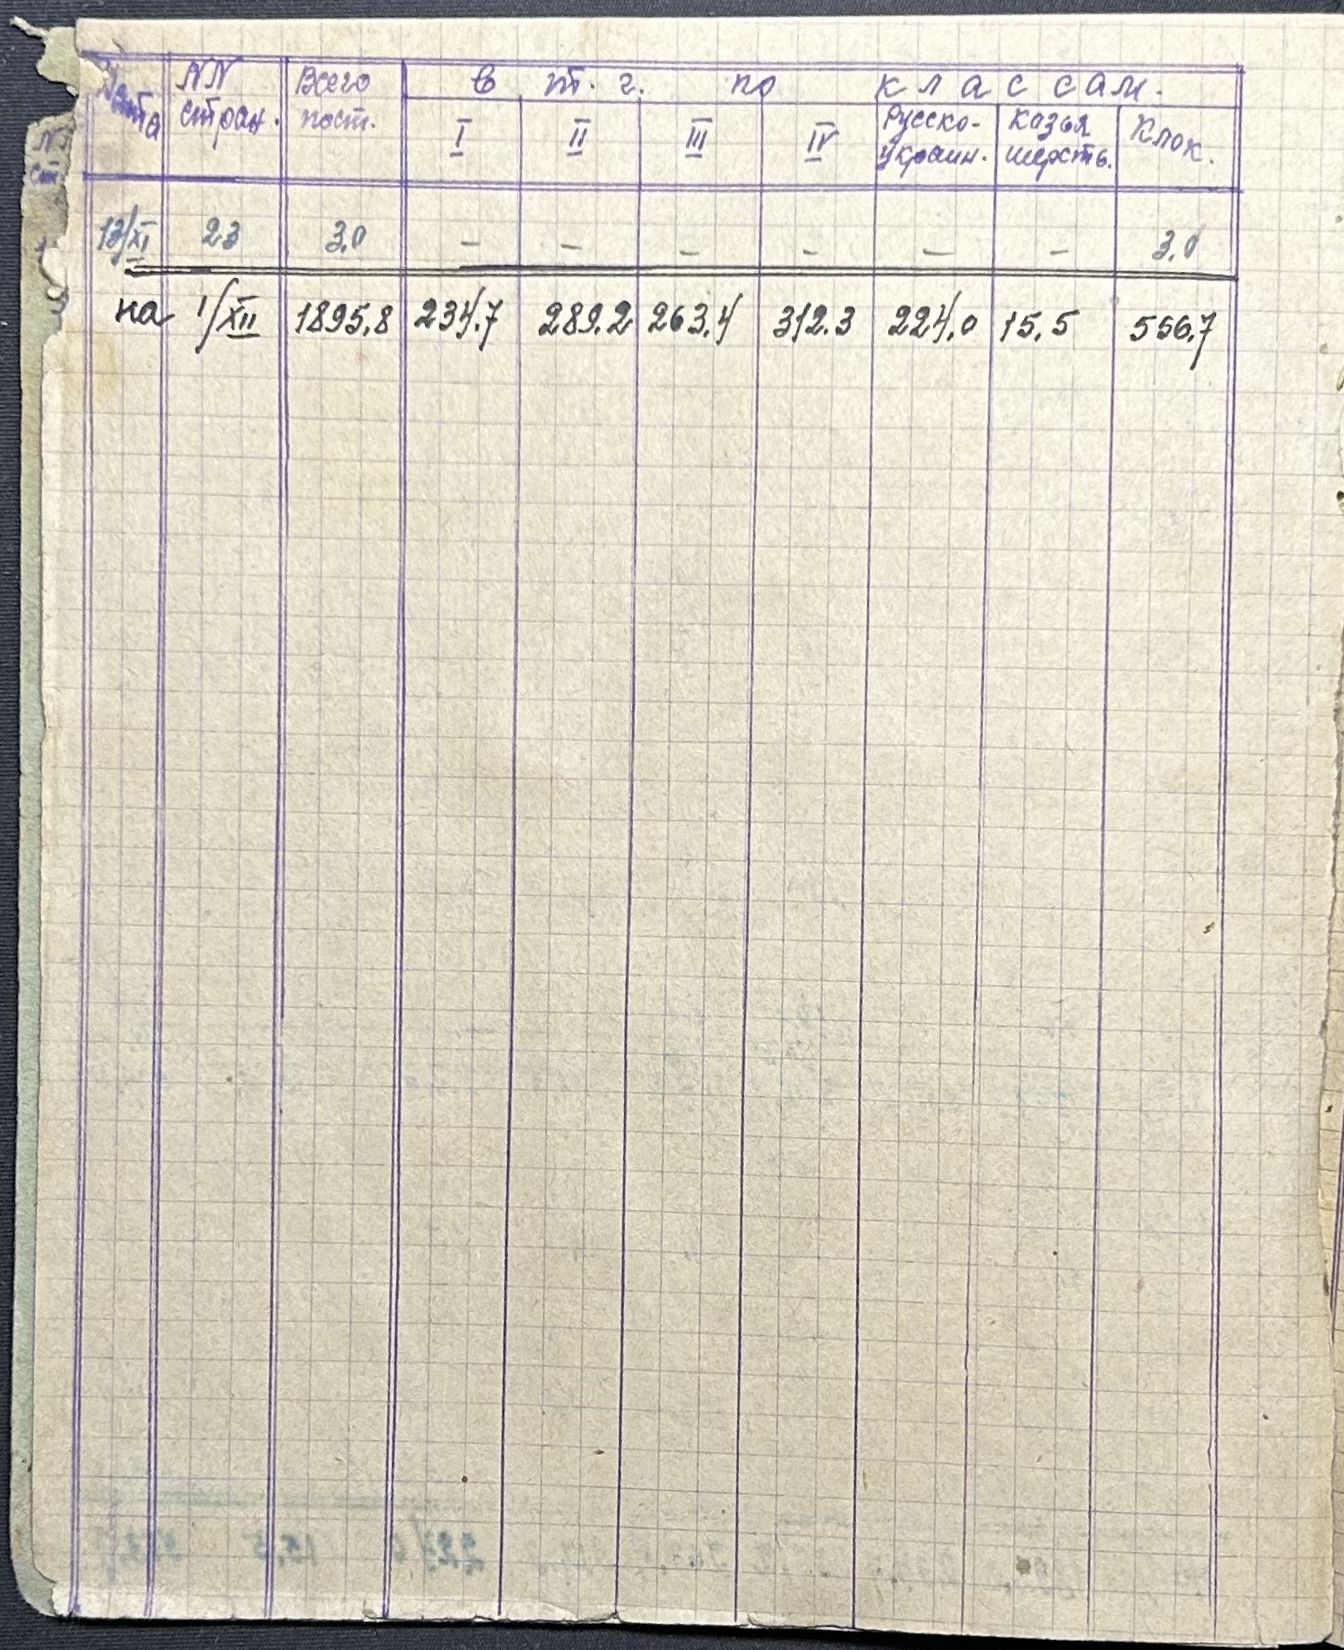 Дата NN стран. Всего пост. в т. г. по классам.
I II III IV Русско-украин. Козья шерсть. Клок.
13/XI 23 3,0 – – – – – – 3,0
на 1/XII 1895,8 234,7 289.2 263,4 312.3 224,0 15,5 556,7